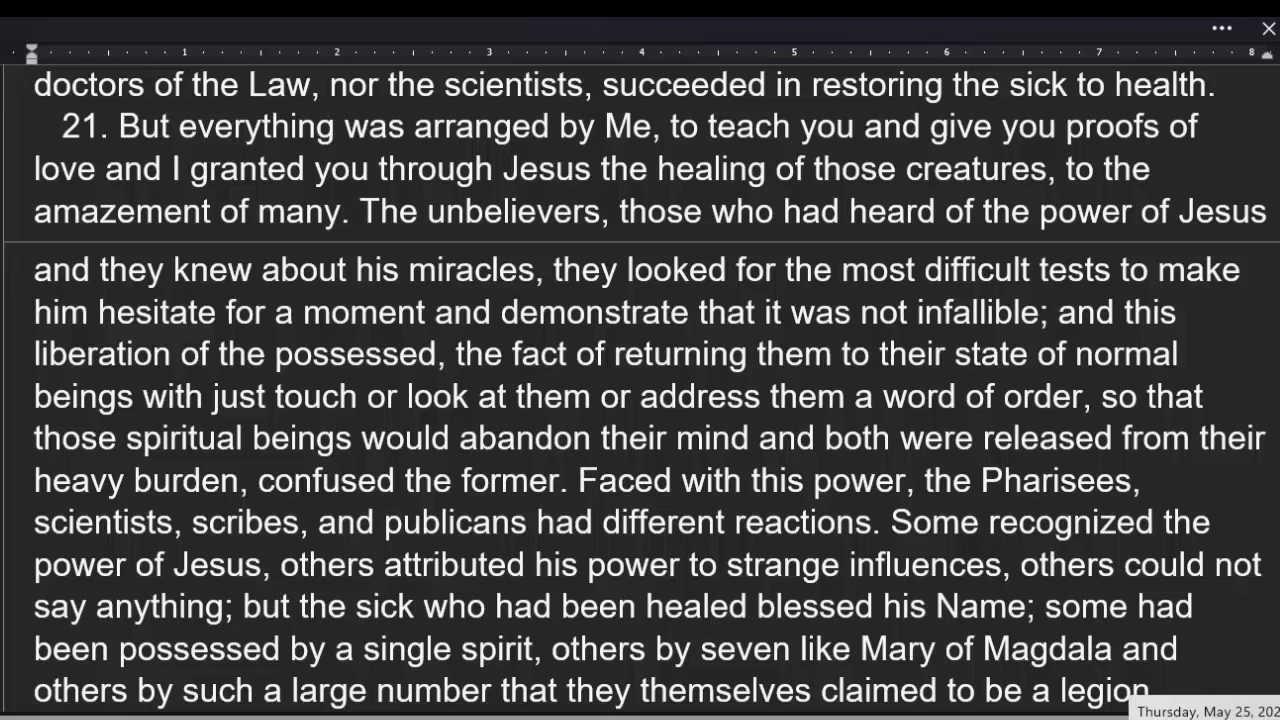 1 2 3 4 5 6 7 8
doctors of the Law, nor the scientists, succeeded in restoring the sick to health.
21. But everything was arranged by Me, to teach you and give you proofs of
love and I granted you through Jesus the healing of those creatures, to the
amazement of many. The unbelievers, those who had heard of the power of Jesus
and they knew about his miracles, they looked for the most difficult tests to make
him hesitate for a moment and demonstrate that it was not infallible; and this
liberation of the possessed, the fact of returning them to their state of normal
beings with just touch or look at them or address them a word of order, so that
those spiritual beings would abandon their mind and both were released from their
heavy burden, confused the former. Faced with this power, the Pharisees,
scientists, scribes, and publicans had different reactions. Some recognized the
power of Jesus, others attributed his power to strange influences, others could not
say anything; but the sick who had been healed blessed his Name; some had
been possessed by a single spirit, others by seven like Mary of Magdala and
others by such a large number that they themselves claimed to be a legion
Thursday, May 25, 202